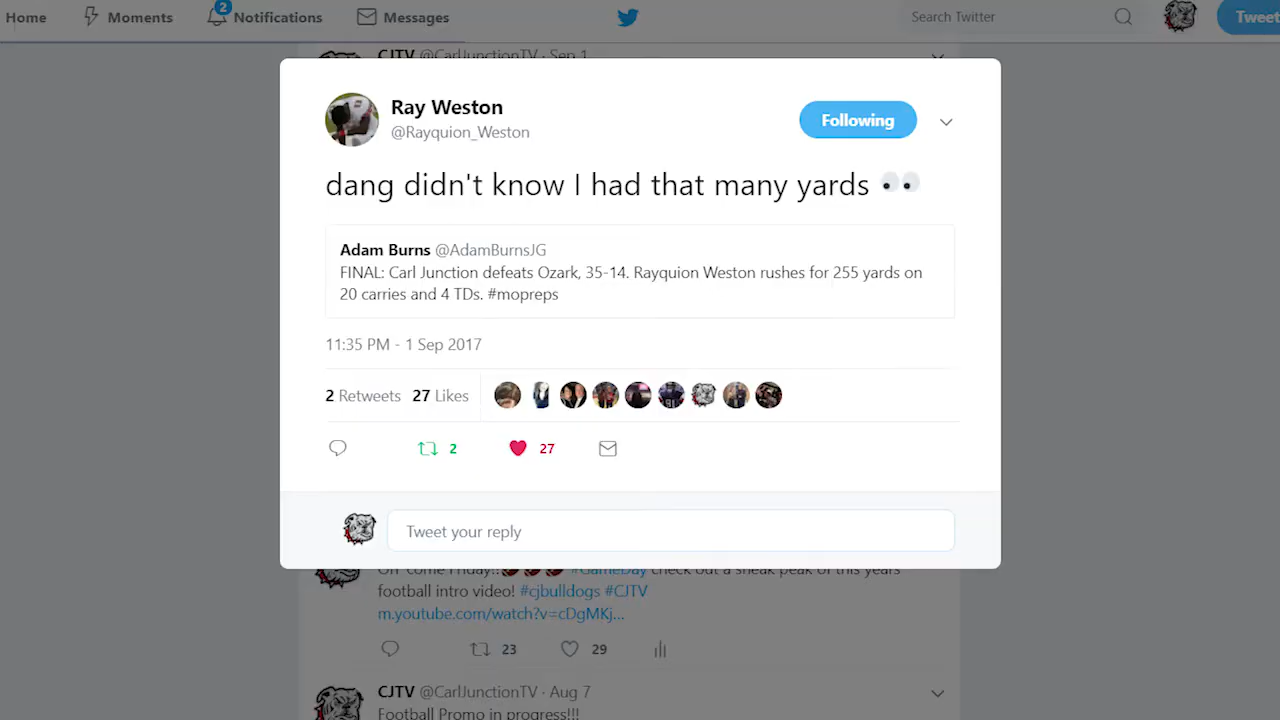 Home Moments 2 Notifications Messages Search Twitter Tweet
CJTV @CarlJunctionTV · Sep 1
Ray Weston
@Rayquion_Weston
Following
dang didn't know I had that many yards 👀
Adam Burns @AdamBurnsJG
FINAL: Carl Junction defeats Ozark, 35-14. Rayquion Weston rushes for 255 yards on
20 carries and 4 TDs. #mopreps
11:35 PM - 1 Sep 2017
2 Retweets 27 Likes
2 27
Tweet your reply
come Friday!!🏈🏈🏈 #GameDay check out a sneak peak of this years
football intro video! #cjbulldogs #CJTV
m.youtube.com/watch?v=cDgMKj...
23 29
CJTV @CarlJunctionTV · Aug 7
Football Promo in progress!!!